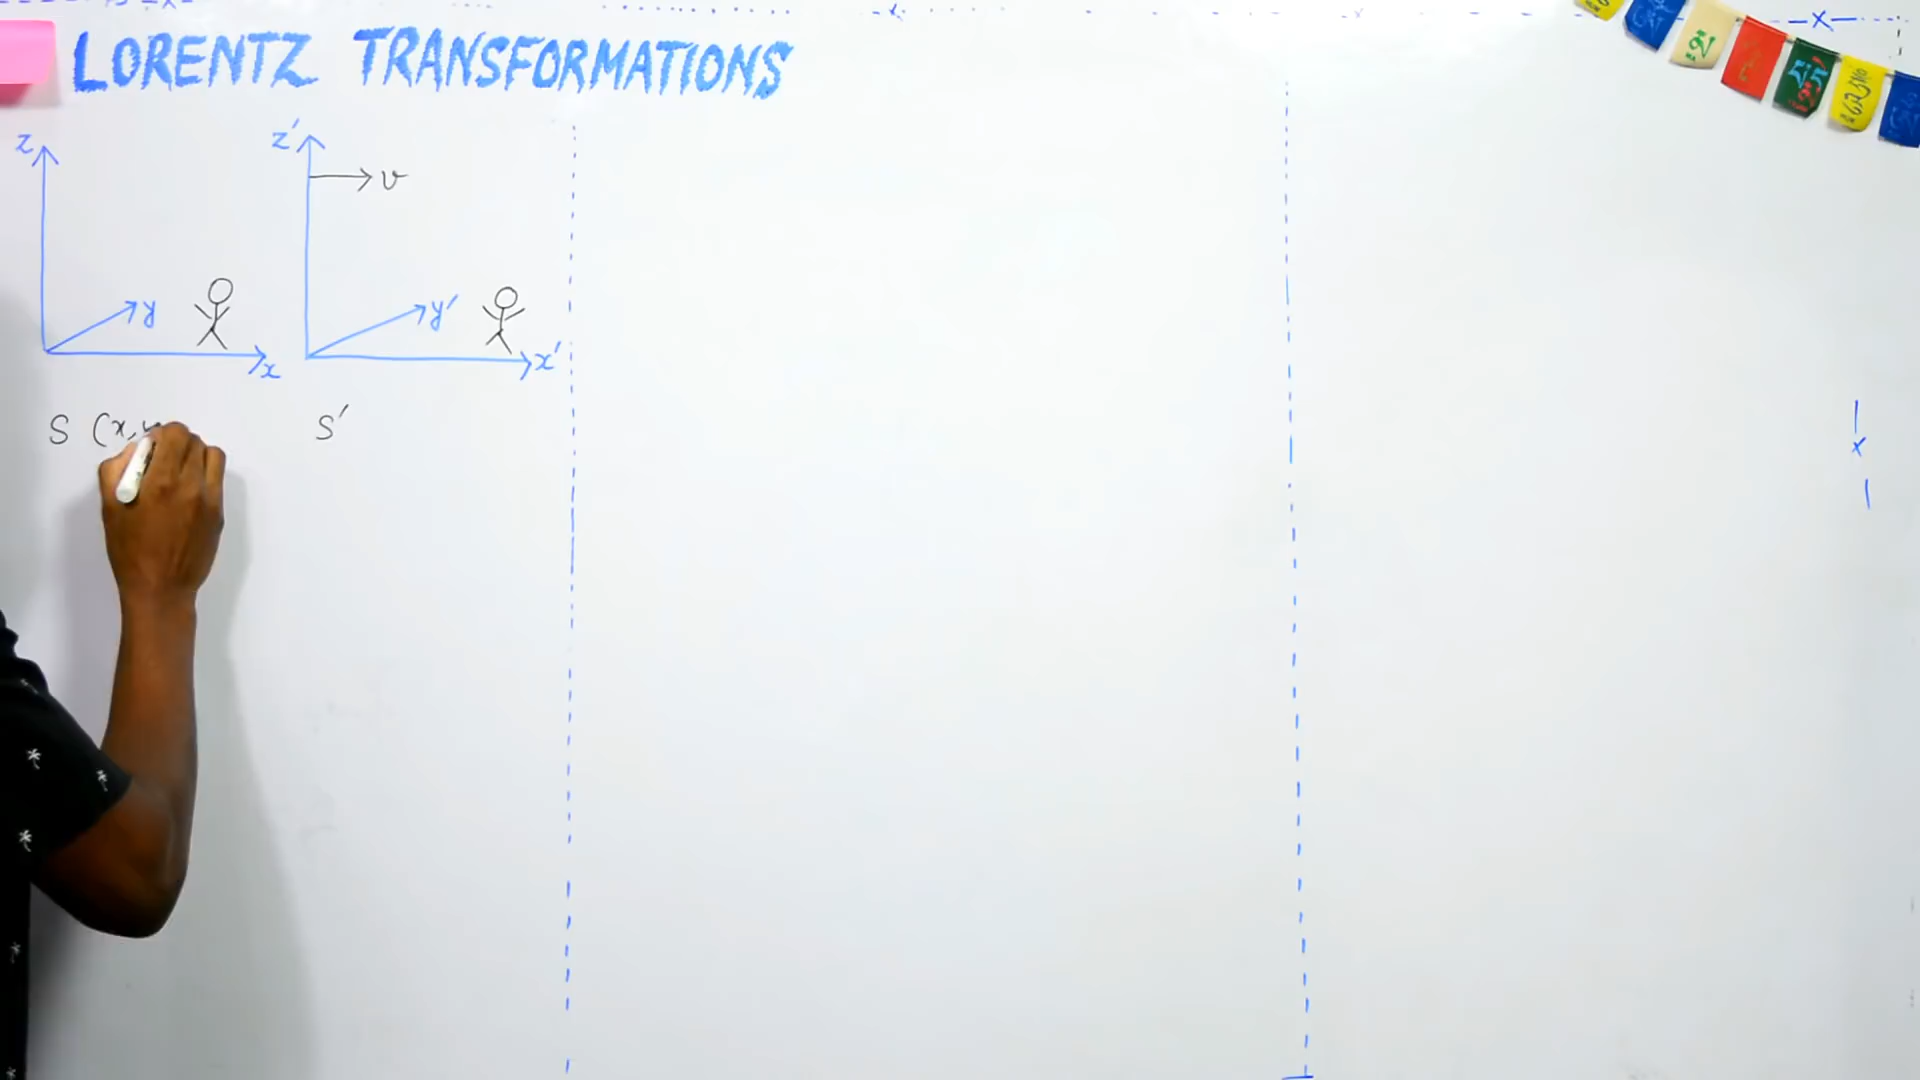 LORENTZ TRANSFORMATIONS
z
z'
v
y
y'
x
x'
S (x, y
S'
x
x